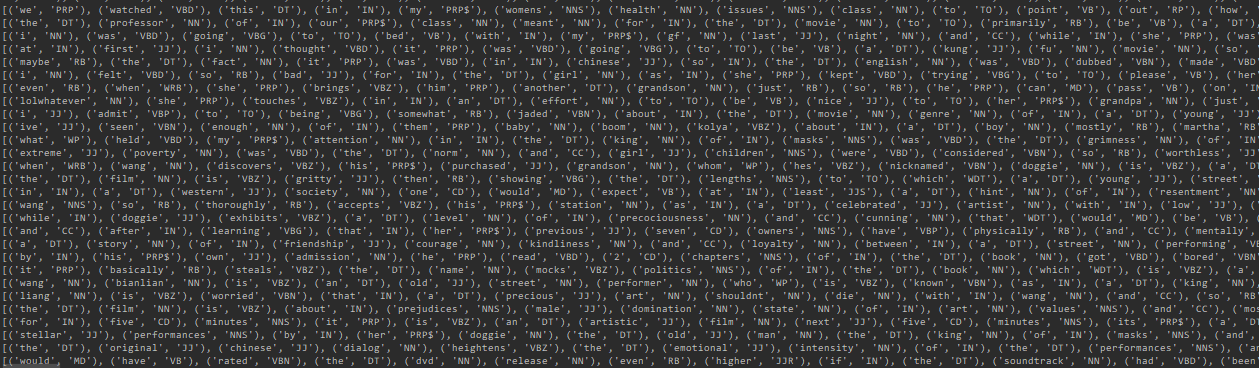 [('we', 'PRP'), ('watched', 'VBD'), ('this', 'DT'), ('in', 'IN'), ('my', 'PRP$'), ('womens', 'NNS'), ('health', 'NN'), ('issues', 'NNS'), ('class', 'NN'), ('to', 'TO'), ('point', 'VB'), ('out', 'RP'), ('how
[('the', 'DT'), ('professor', 'NN'), ('of', 'IN'), ('our', 'PRP$'), ('class', 'NN'), ('meant', 'NN'), ('for', 'IN'), ('the', 'DT'), ('movie', 'NN'), ('to', 'TO'), ('primarily', 'RB'), ('be', 'VB'), ('a', 'DT'),
[('i', 'NN'), ('was', 'VBD'), ('going', 'VBG'), ('to', 'TO'), ('bed', 'VB'), ('with', 'IN'), ('my', 'PRP$'), ('gf', 'NN'), ('last', 'JJ'), ('night', 'NN'), ('and', 'CC'), ('while', 'IN'), ('she', 'PRP'), ('was
[('at', 'IN'), ('first', 'JJ'), ('i', 'NN'), ('thought', 'VBD'), ('it', 'PRP'), ('was', 'VBD'), ('going', 'VBG'), ('to', 'TO'), ('be', 'VB'), ('a', 'DT'), ('kung', 'JJ'), ('fu', 'NN'), ('movie', 'NN'), ('so',
[('maybe', 'RB'), ('the', 'DT'), ('fact', 'NN'), ('it', 'PRP'), ('was', 'VBD'), ('in', 'IN'), ('chinese', 'JJ'), ('so', 'IN'), ('the', 'DT'), ('english', 'NN'), ('was', 'VBD'), ('dubbed', 'VBN'), ('made', 'VBD')
[('i', 'NN'), ('felt', 'VBD'), ('so', 'RB'), ('bad', 'JJ'), ('for', 'IN'), ('the', 'DT'), ('girl', 'NN'), ('as', 'IN'), ('she', 'PRP'), ('kept', 'VBD'), ('trying', 'VBG'), ('to', 'TO'), ('please', 'VB'), ('her
[('even', 'RB'), ('when', 'WRB'), ('she', 'PRP'), ('brings', 'VBZ'), ('him', 'PRP'), ('another', 'DT'), ('grandson', 'NN'), ('just', 'RB'), ('so', 'RB'), ('he', 'PRP'), ('can', 'MD'), ('pass', 'VB'), ('on',
[('lolwhatever', 'NN'), ('she', 'PRP'), ('touches', 'VBZ'), ('in', 'IN'), ('an', 'DT'), ('effort', 'NN'), ('to', 'TO'), ('be', 'VB'), ('nice', 'JJ'), ('to', 'TO'), ('her', 'PRP$'), ('grandpa', 'NN'), ('just',
[('i', 'JJ'), ('admit', 'VBP'), ('to', 'TO'), ('being', 'VBG'), ('somewhat', 'RB'), ('jaded', 'VBN'), ('about', 'IN'), ('the', 'DT'), ('movie', 'NN'), ('genre', 'NN'), ('of', 'IN'), ('a', 'DT'), ('young', 'JJ'
[('ive', 'JJ'), ('seen', 'VBN'), ('enough', 'NN'), ('of', 'IN'), ('them', 'PRP'), ('baby', 'NN'), ('boom', 'NN'), ('kolya', 'VBZ'), ('about', 'IN'), ('a', 'DT'), ('boy', 'NN'), ('mostly', 'RB'), ('martha', 'RB
[('what', 'WP'), ('held', 'VBD'), ('my', 'PRP$'), ('attention', 'NN'), ('in', 'IN'), ('the', 'DT'), ('king', 'NN'), ('of', 'IN'), ('masks', 'NNS'), ('was', 'VBD'), ('the', 'DT'), ('grimness', 'NN'), ('of', 'IN
[('extreme', 'JJ'), ('poverty', 'NN'), ('was', 'VBD'), ('the', 'DT'), ('norm', 'NN'), ('and', 'CC'), ('girl', 'JJ'), ('children', 'NNS'), ('were', 'VBD'), ('considered', 'VBN'), ('so', 'RB'), ('worthless', 'JJ
[('when', 'WRB'), ('wang', 'NN'), ('discovers', 'VBZ'), ('his', 'PRP$'), ('purchased', 'JJ'), ('grandson', 'NN'), ('whom', 'WP'), ('hes', 'VBZ'), ('nicknamed', 'VBN'), ('doggie', 'NN'), ('is', 'VBZ'), ('a', 'DT
[('the', 'DT'), ('film', 'NN'), ('is', 'VBZ'), ('gritty', 'JJ'), ('then', 'RB'), ('showing', 'VBG'), ('the', 'DT'), ('lengths', 'NNS'), ('to', 'TO'), ('which', 'WDT'), ('a', 'DT'), ('young', 'JJ'), ('street',
[('in', 'IN'), ('a', 'DT'), ('western', 'JJ'), ('society', 'NN'), ('one', 'CD'), ('would', 'MD'), ('expect', 'VB'), ('at', 'IN'), ('least', 'JJS'), ('a', 'DT'), ('hint', 'NN'), ('of', 'IN'), ('resentment', 'NN'
[('wang', 'NNS'), ('so', 'RB'), ('thoroughly', 'RB'), ('accepts', 'VBZ'), ('his', 'PRP$'), ('station', 'NN'), ('as', 'IN'), ('a', 'DT'), ('celebrated', 'JJ'), ('artist', 'NN'), ('with', 'IN'), ('low', 'JJ'), (
[('while', 'IN'), ('doggie', 'JJ'), ('exhibits', 'VBZ'), ('a', 'DT'), ('level', 'NN'), ('of', 'IN'), ('precociousness', 'NN'), ('and', 'CC'), ('cunning', 'NN'), ('that', 'WDT'), ('would', 'MD'), ('be', 'VB'), (
[('and', 'CC'), ('after', 'IN'), ('learning', 'VBG'), ('that', 'IN'), ('her', 'PRP$'), ('previous', 'JJ'), ('seven', 'CD'), ('owners', 'NNS'), ('have', 'VBP'), ('physically', 'RB'), ('and', 'CC'), ('mentally',
[('a', 'DT'), ('story', 'NN'), ('of', 'IN'), ('friendship', 'JJ'), ('courage', 'NN'), ('kindliness', 'NN'), ('and', 'CC'), ('loyalty', 'NN'), ('between', 'IN'), ('a', 'DT'), ('street', 'NN'), ('performing', 'V
[('by', 'IN'), ('his', 'PRP$'), ('own', 'JJ'), ('admission', 'NN'), ('he', 'PRP'), ('read', 'VBD'), ('2', 'CD'), ('chapters', 'NNS'), ('of', 'IN'), ('the', 'DT'), ('book', 'NN'), ('got', 'VBD'), ('bored', 'VBN'
[('it', 'PRP'), ('basically', 'RB'), ('steals', 'VBZ'), ('the', 'DT'), ('name', 'NN'), ('mocks', 'VBZ'), ('politics', 'NNS'), ('of', 'IN'), ('the', 'DT'), ('book', 'NN'), ('which', 'WDT'), ('is', 'VBZ'), ('a',
[('wang', 'NN'), ('bianlian', 'NN'), ('is', 'VBZ'), ('an', 'DT'), ('old', 'JJ'), ('street', 'NN'), ('performer', 'NN'), ('who', 'WP'), ('is', 'VBZ'), ('known', 'VBN'), ('as', 'IN'), ('a', 'DT'), ('king', 'NN'),
[('liang', 'NN'), ('is', 'VBZ'), ('worried', 'VBN'), ('that', 'IN'), ('a', 'DT'), ('precious', 'JJ'), ('art', 'NN'), ('shouldnt', 'NN'), ('die', 'NN'), ('with', 'IN'), ('wang', 'NN'), ('and', 'CC'), ('so', 'RB'
[('the', 'DT'), ('film', 'NN'), ('is', 'VBZ'), ('about', 'IN'), ('prejudices', 'NNS'), ('male', 'JJ'), ('domination', 'NN'), ('state', 'NN'), ('of', 'IN'), ('art', 'NN'), ('values', 'NNS'), ('and', 'CC'), ('mos
[('for', 'IN'), ('five', 'CD'), ('minutes', 'NNS'), ('it', 'PRP'), ('is', 'VBZ'), ('an', 'DT'), ('artistic', 'JJ'), ('film', 'NN'), ('next', 'JJ'), ('five', 'CD'), ('minutes', 'NNS'), ('its', 'PRP$'), ('a',
[('stellar', 'JJ'), ('performances', 'NNS'), ('by', 'IN'), ('her', 'PRP$'), ('doggie', 'NN'), ('the', 'DT'), ('old', 'JJ'), ('man', 'NN'), ('the', 'DT'), ('king', 'NN'), ('of', 'IN'), ('masks', 'NNS'), ('and',
[('the', 'DT'), ('original', 'JJ'), ('chinese', 'JJ'), ('dialog', 'NN'), ('heightens', 'VBZ'), ('the', 'DT'), ('emotional', 'JJ'), ('intensity', 'NN'), ('of', 'IN'), ('the', 'DT'), ('performances', 'NNS'), ('an
[('would', 'MD'), ('have', 'VB'), ('rated', 'VBN'), ('the', 'DT'), ('dvd', 'NN'), ('release', 'NN'), ('even', 'RB'), ('higher', 'JJR'), ('if', 'IN'), ('the', 'DT'), ('soundtrack', 'NN'), ('had', 'VBD'), ('been